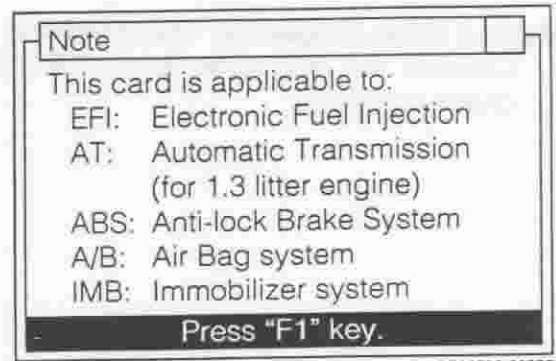 Note
This card is applicable to:
EFI: Electronic Fuel Injection
AT: Automatic Transmission
(for 1.3 litter engine)
ABS: Anti-lock Brake System
A/B: Air Bag system
IMB: Immobilizer system
Press "F1" key.